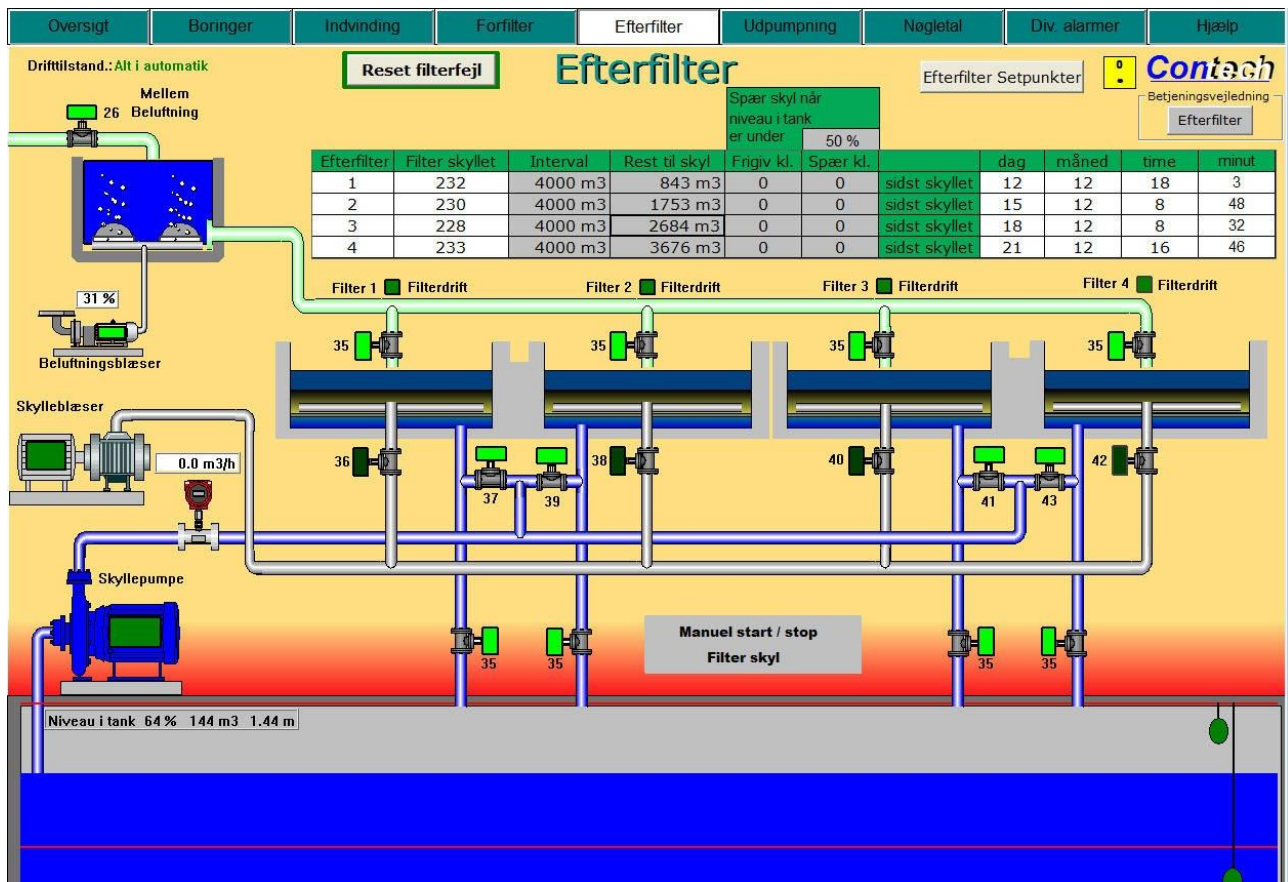 Oversigt Boringer Indvinding Forfilter Efterfilter Udpumpning Nøgletal Div. alarmer Hjælp
Drifttilstand.: Alt i automatik
Reset filterfejl
Efterfilter
Efterfilter Setpunkter
Contech
Betjeningsvejledning
Efterfilter
Mellem
26 Beluftning
Spær skyl når
niveau i tank
er under 50 %
Efterfilter Filter skyllet Interval Rest til skyl Frigiv kl. Spær kl. dag måned time minut
1 232 4000 m3 843 m3 0 0 sidst skyllet 12 12 18 3
2 230 4000 m3 1753 m3 0 0 sidst skyllet 15 12 8 48
3 228 4000 m3 2684 m3 0 0 sidst skyllet 18 12 8 32
4 233 4000 m3 3676 m3 0 0 sidst skyllet 21 12 16 46
Filter 1 Filterdrift Filter 2 Filterdrift Filter 3 Filterdrift Filter 4 Filterdrift
31 %
Beluftningsblæser
35 35 35 35
Skylleblæser
0.0 m3/h
36 38 40 42
37 39 41 43
Skyllepumpe
Manuel start / stop
Filter skyl
35 35 35 35
Niveau i tank 64 % 144 m3 1.44 m